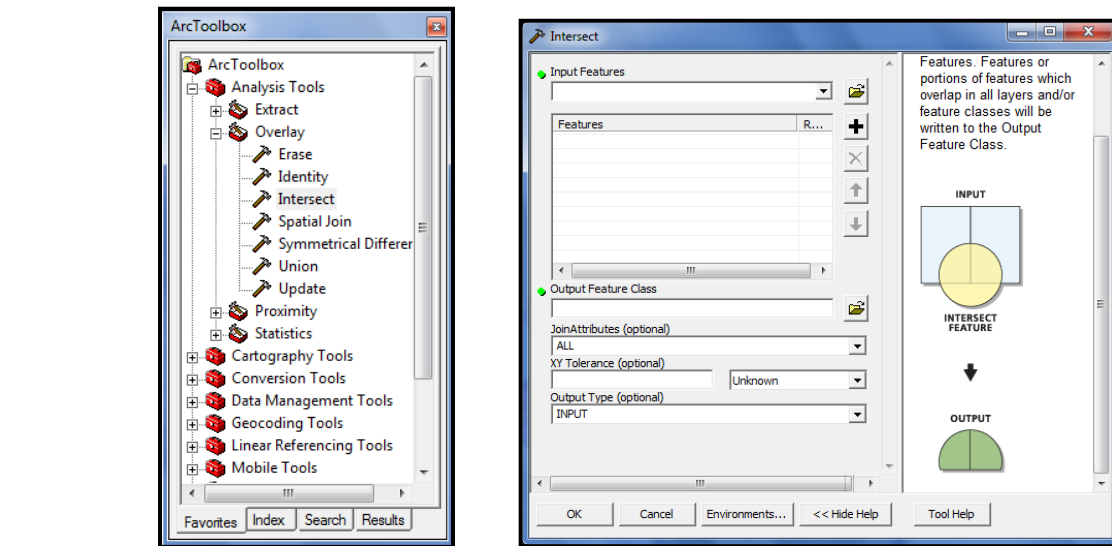 ArcToolbox
ArcToolbox
Analysis Tools
Extract
Overlay
Erase
Identity
Intersect
Spatial Join
Symmetrical Differer
Union
Update
Proximity
Statistics
Cartography Tools
Conversion Tools
Data Management Tools
Geocoding Tools
Linear Referencing Tools
Mobile Tools
Favorites Index Search Results
Intersect
Input Features
Features R...
Output Feature Class
JoinAttributes (optional)
ALL
XY Tolerance (optional)
Unknown
Output Type (optional)
INPUT
OK Cancel Environments... << Hide Help Tool Help
Features. Features or
portions of features which
overlap in all layers and/or
feature classes will be
written to the Output
Feature Class.
INPUT
INTERSECT
FEATURE
OUTPUT